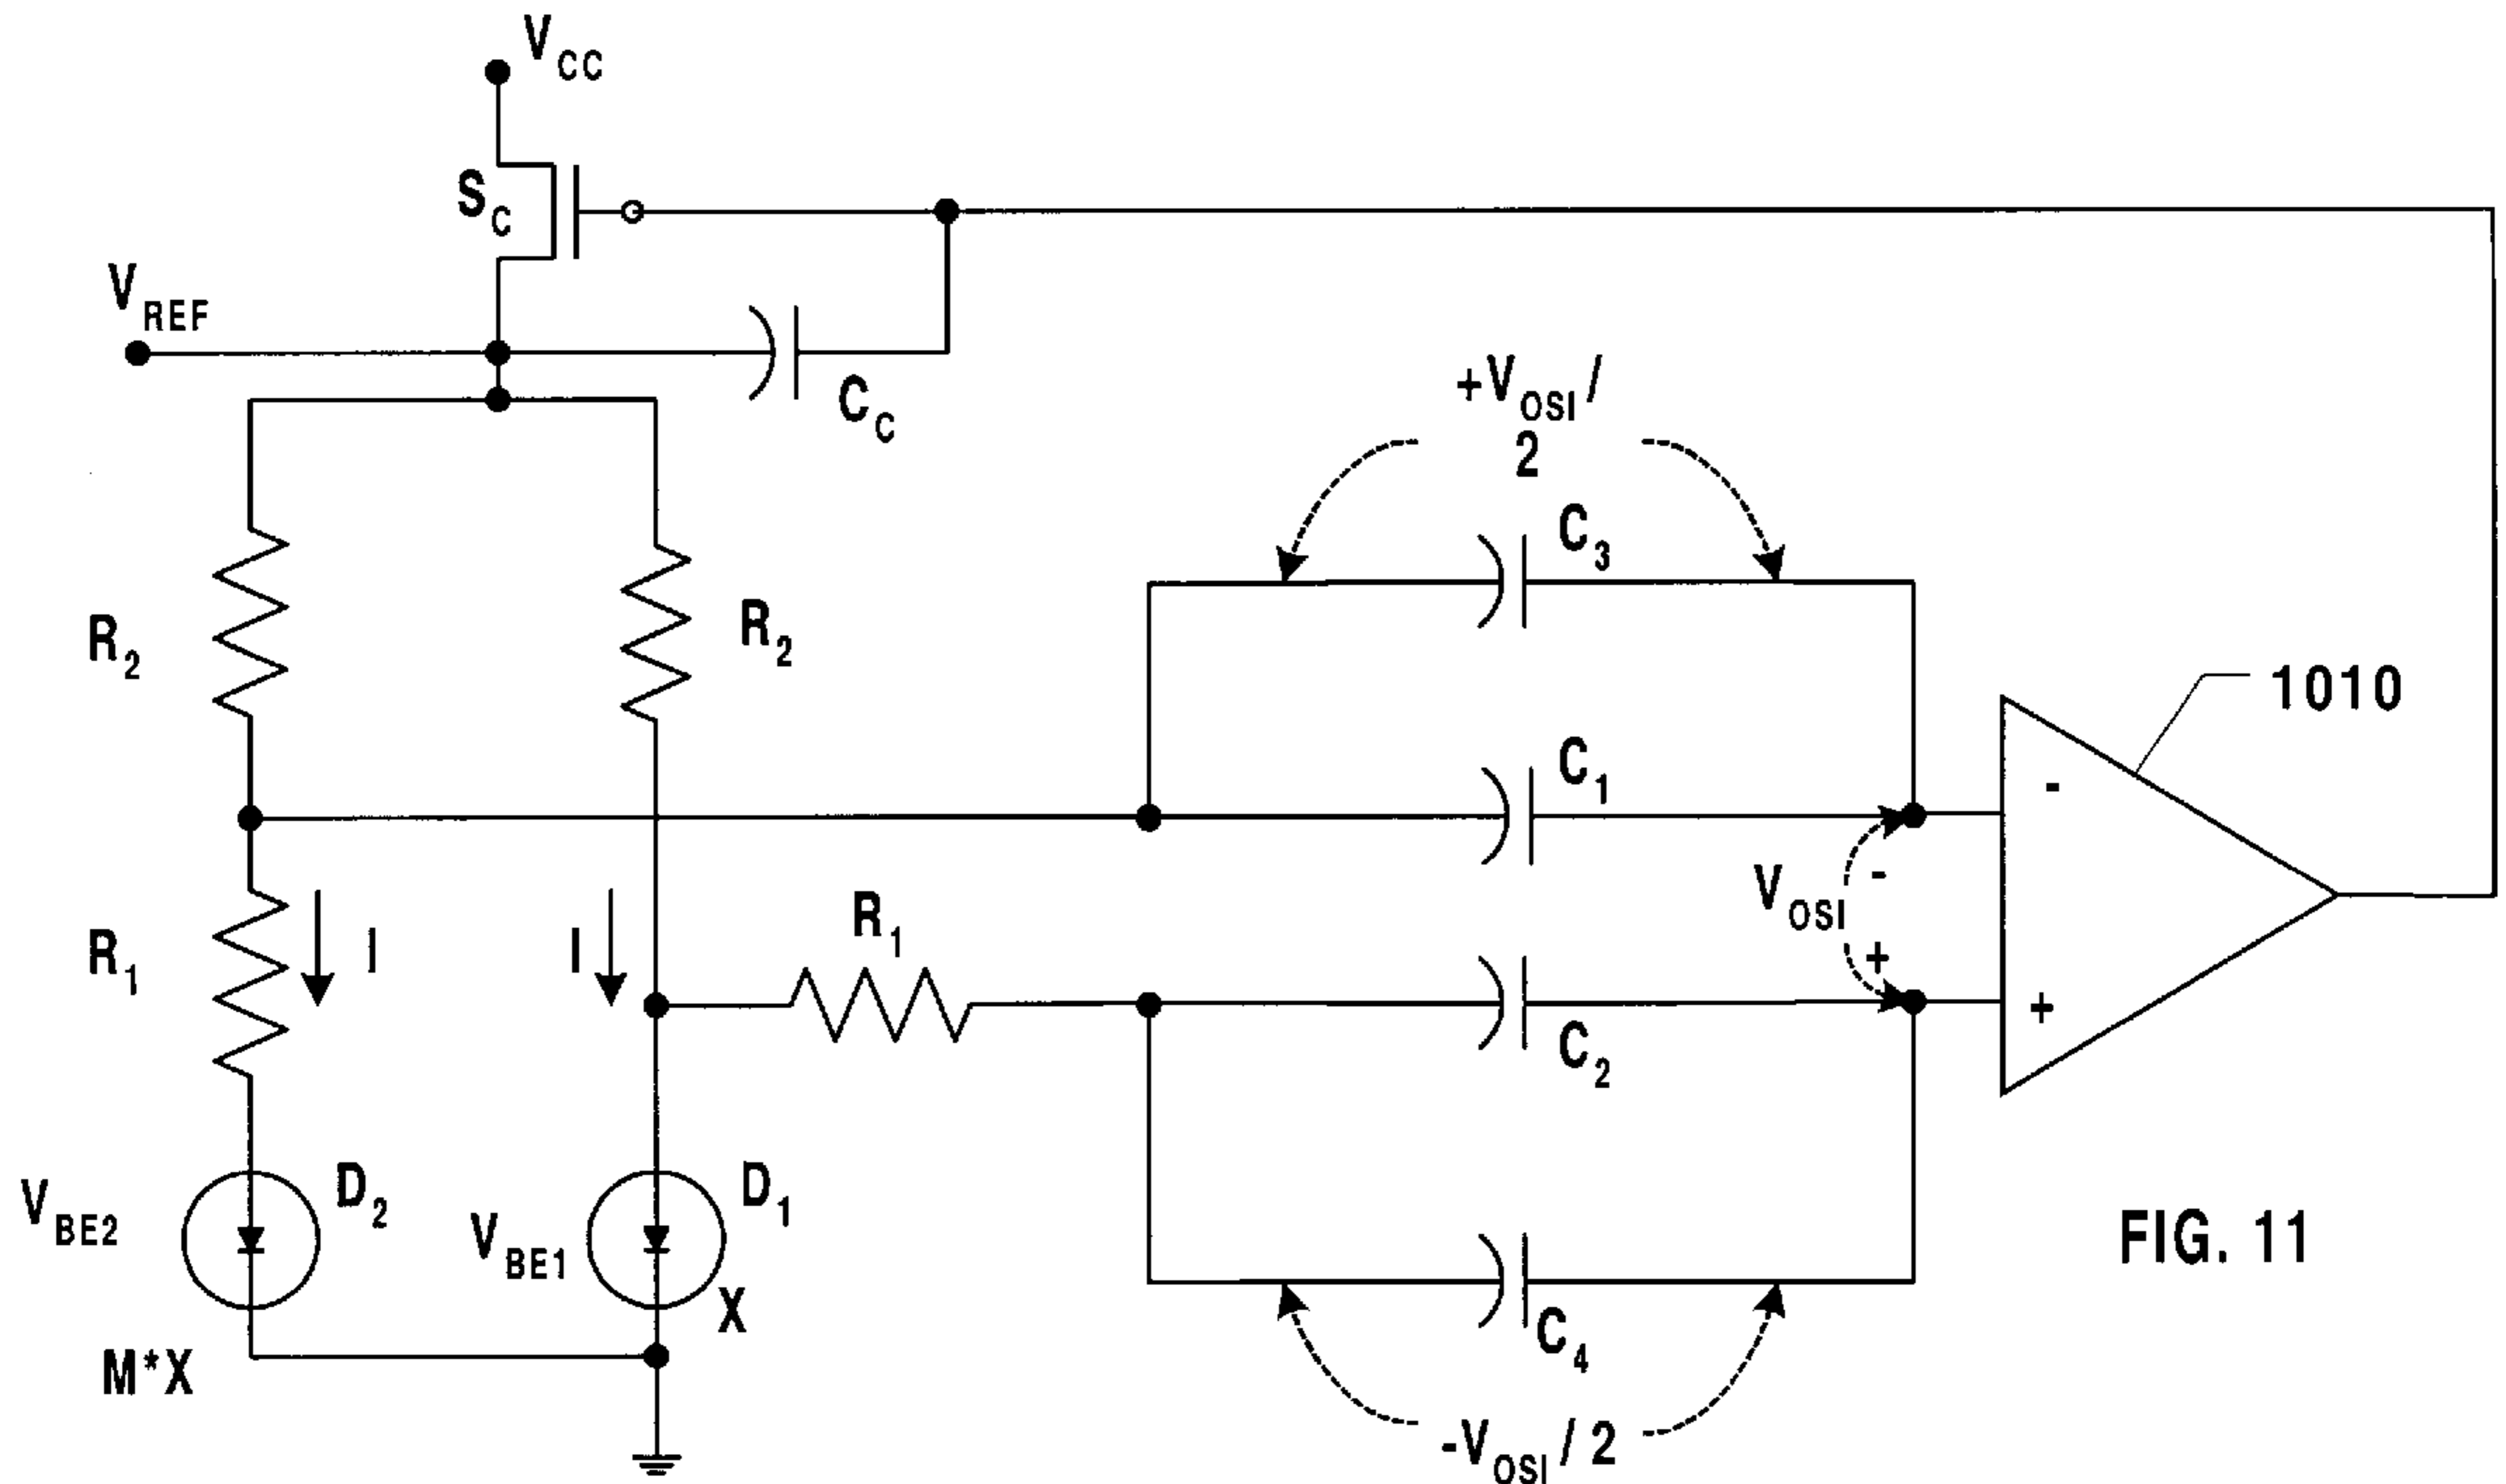 VCC
SC
VREF
CC
+VOSI/
2
C3
R2
R2
1010
C1
-
VOSI
-
+
R1
R1
I
I
+
C2
VBE2
D2
VBE1
D1
X
FIG. 11
C4
M*X
-VOSI/2